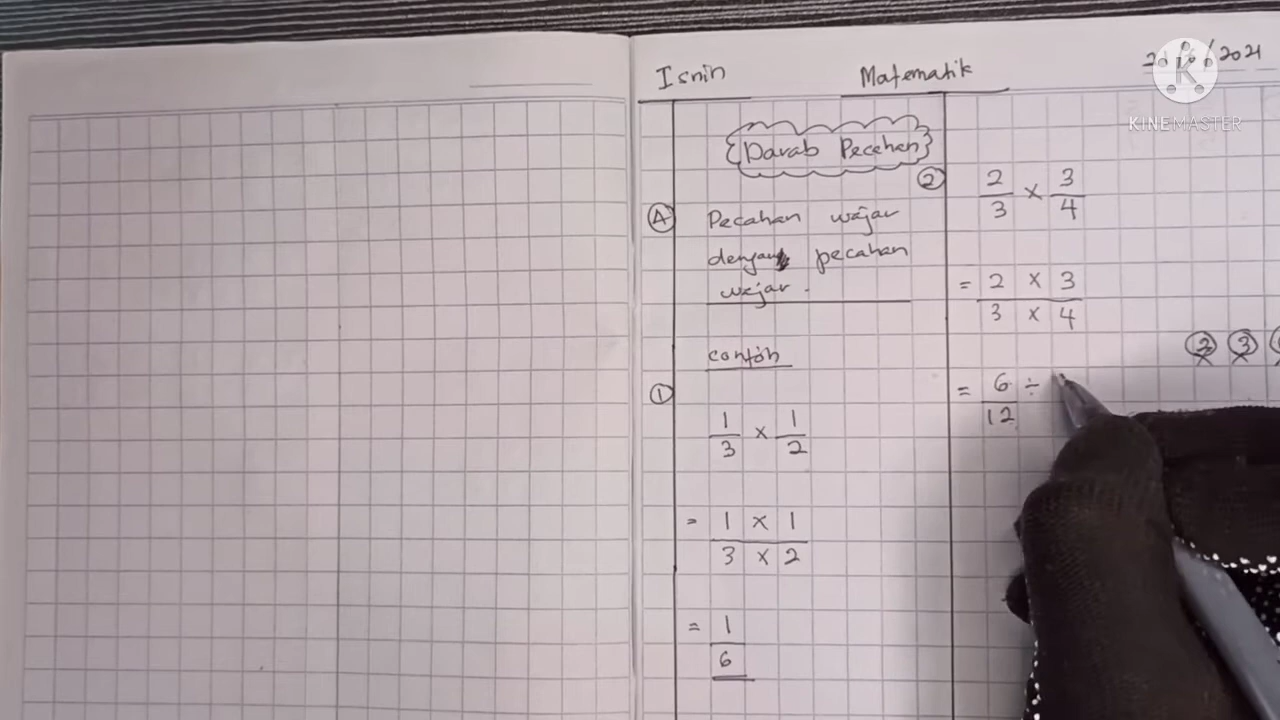 Isnin Matematik
KINEMASTER
Darab Pecahan
A Pecahan wajar
dengan pecahan
wajar.
contoh
1
1/3 x 1/2
= 1 x 1 / 3 x 2
= 1/6
2
2/3 x 3/4
= 2 x 3 / 3 x 4
= 6/12 ÷
2 3